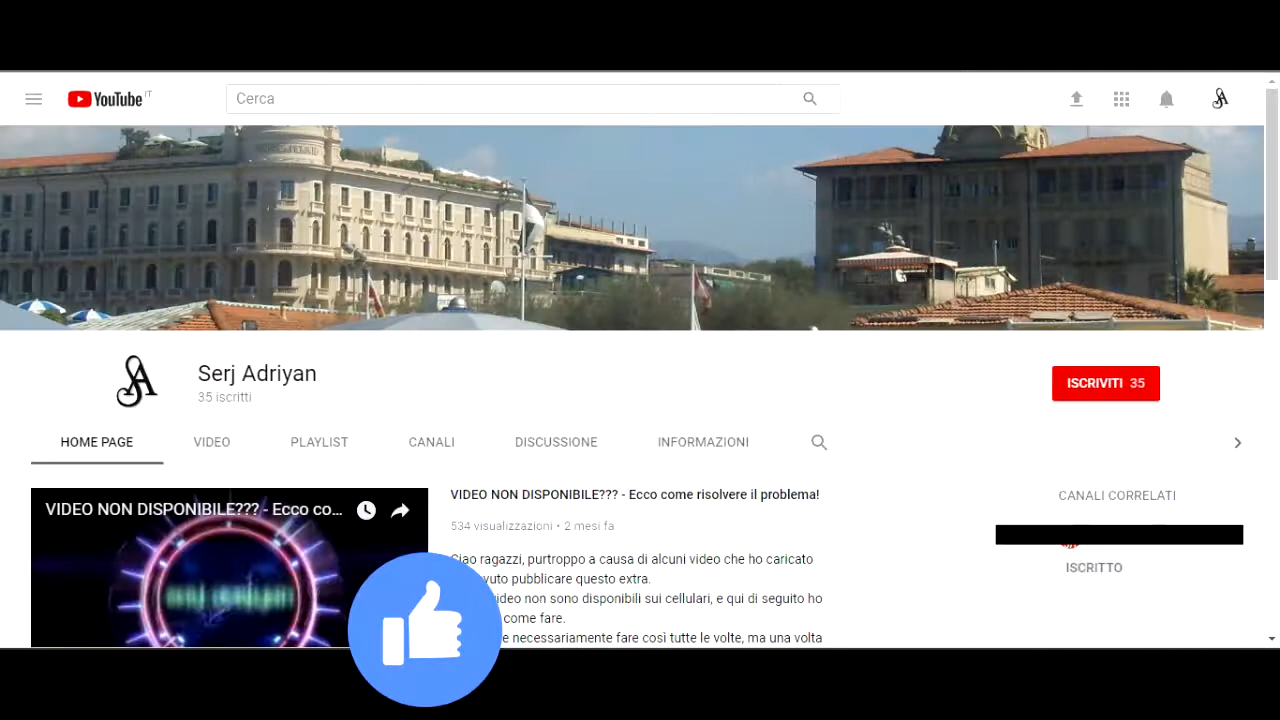 YouTube IT
Cerca
Serj Adriyan
35 iscritti
ISCRIVITI 35
HOME PAGE VIDEO PLAYLIST CANALI DISCUSSIONE INFORMAZIONI
VIDEO NON DISPONIBILE??? - Ecco co...
VIDEO NON DISPONIBILE??? - Ecco come risolvere il problema!
534 visualizzazioni • 2 mesi fa
Ciao ragazzi, purtroppo a causa di alcuni video che ho caricato
pubblicare questo extra.
non sono disponibili sui cellulari, e qui di seguito ho
come fare.
necessariamente fare così tutte le volte, ma una volta
CANALI CORRELATI
ISCRITTO